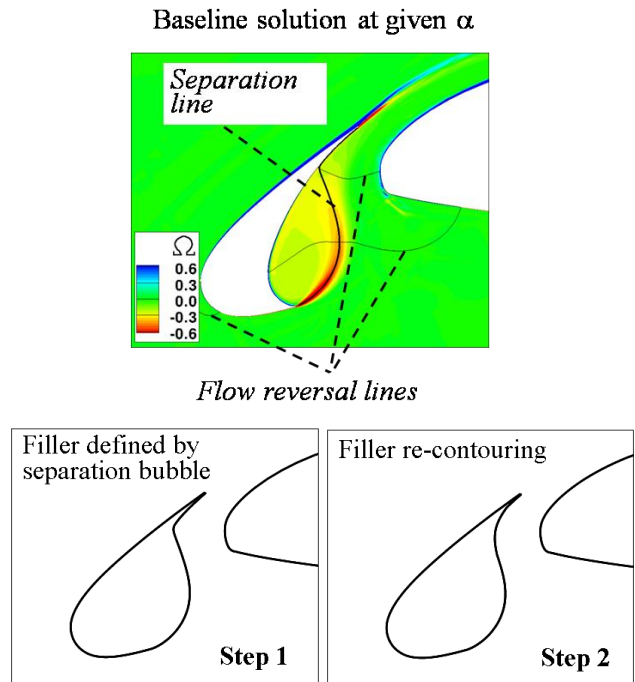 Baseline solution at given α
Separation
line
Ω
0.6
0.3
0.0
-0.3
-0.6
Flow reversal lines
Filler defined by
separation bubble
Step 1
Filler re-contouring
Step 2